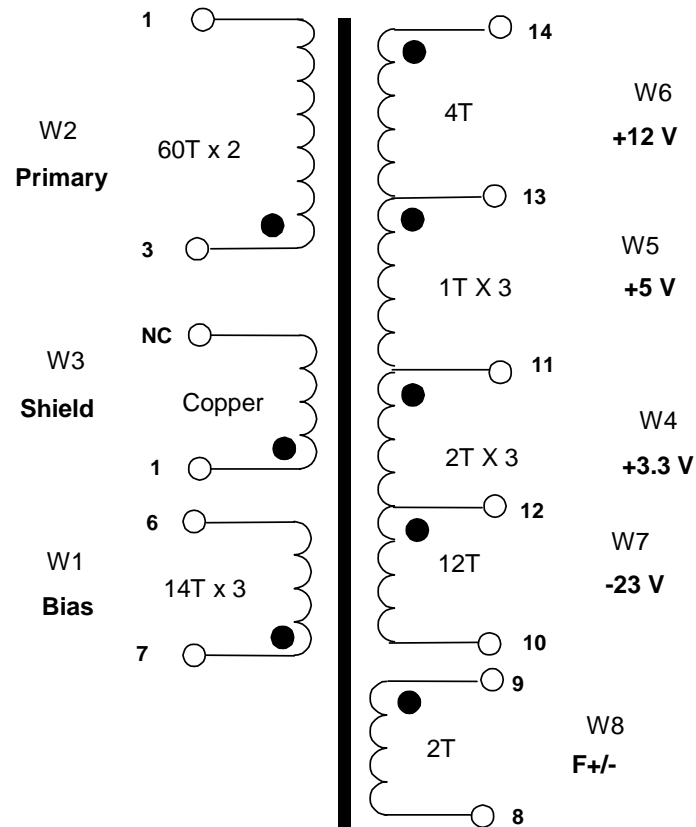 1
W2
Primary
60T x 2
3
NC
W3
Shield
Copper
1
6
W1
Bias
14T x 3
7
14
4T
W6
+12 V
13
1T X 3
W5
+5 V
11
2T X 3
W4
+3.3 V
12
12T
W7
-23 V
10
9
2T
W8
F+/-
8